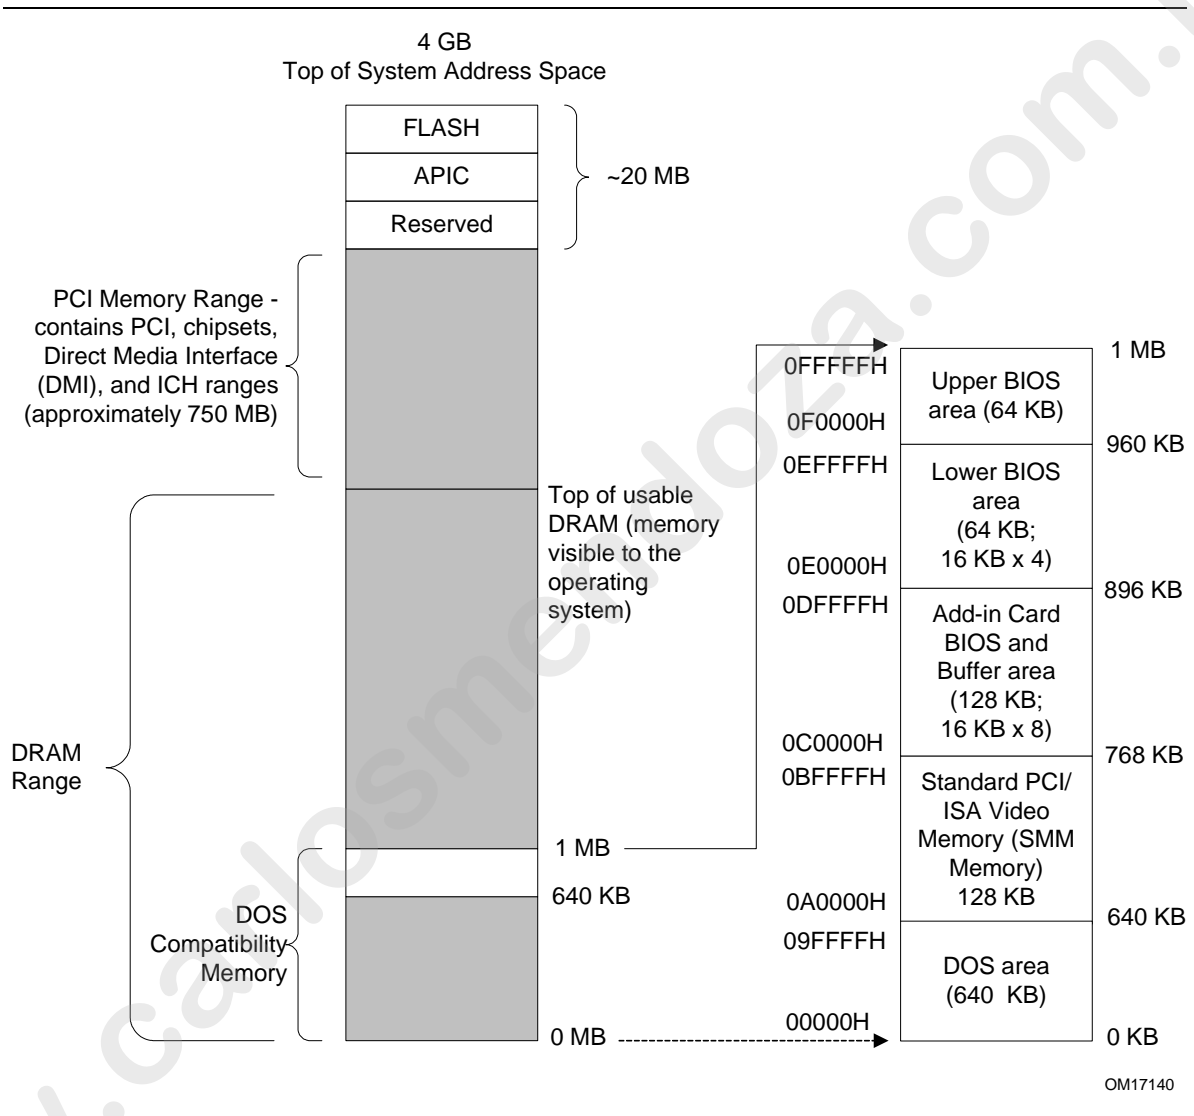 4 GB
Top of System Address Space
FLASH
APIC
Reserved
~20 MB
PCI Memory Range -
contains PCI, chipsets,
Direct Media Interface
(DMI), and ICH ranges
(approximately 750 MB)
Top of usable
DRAM (memory
visible to the
operating
system)
DRAM
Range
1 MB
640 KB
DOS
Compatibility
Memory
0 MB
0FFFFFH
0F0000H
0EFFFFH
0E0000H
0DFFFFH
0C0000H
0BFFFFH
0A0000H
09FFFFH
00000H
Upper BIOS
area (64 KB)
Lower BIOS
area
(64 KB;
16 KB x 4)
Add-in Card
BIOS and
Buffer area
(128 KB;
16 KB x 8)
Standard PCI/
ISA Video
Memory (SMM
Memory)
128 KB
DOS area
(640 KB)
1 MB
960 KB
896 KB
768 KB
640 KB
0 KB
OM17140
.carlosmendoza.com.